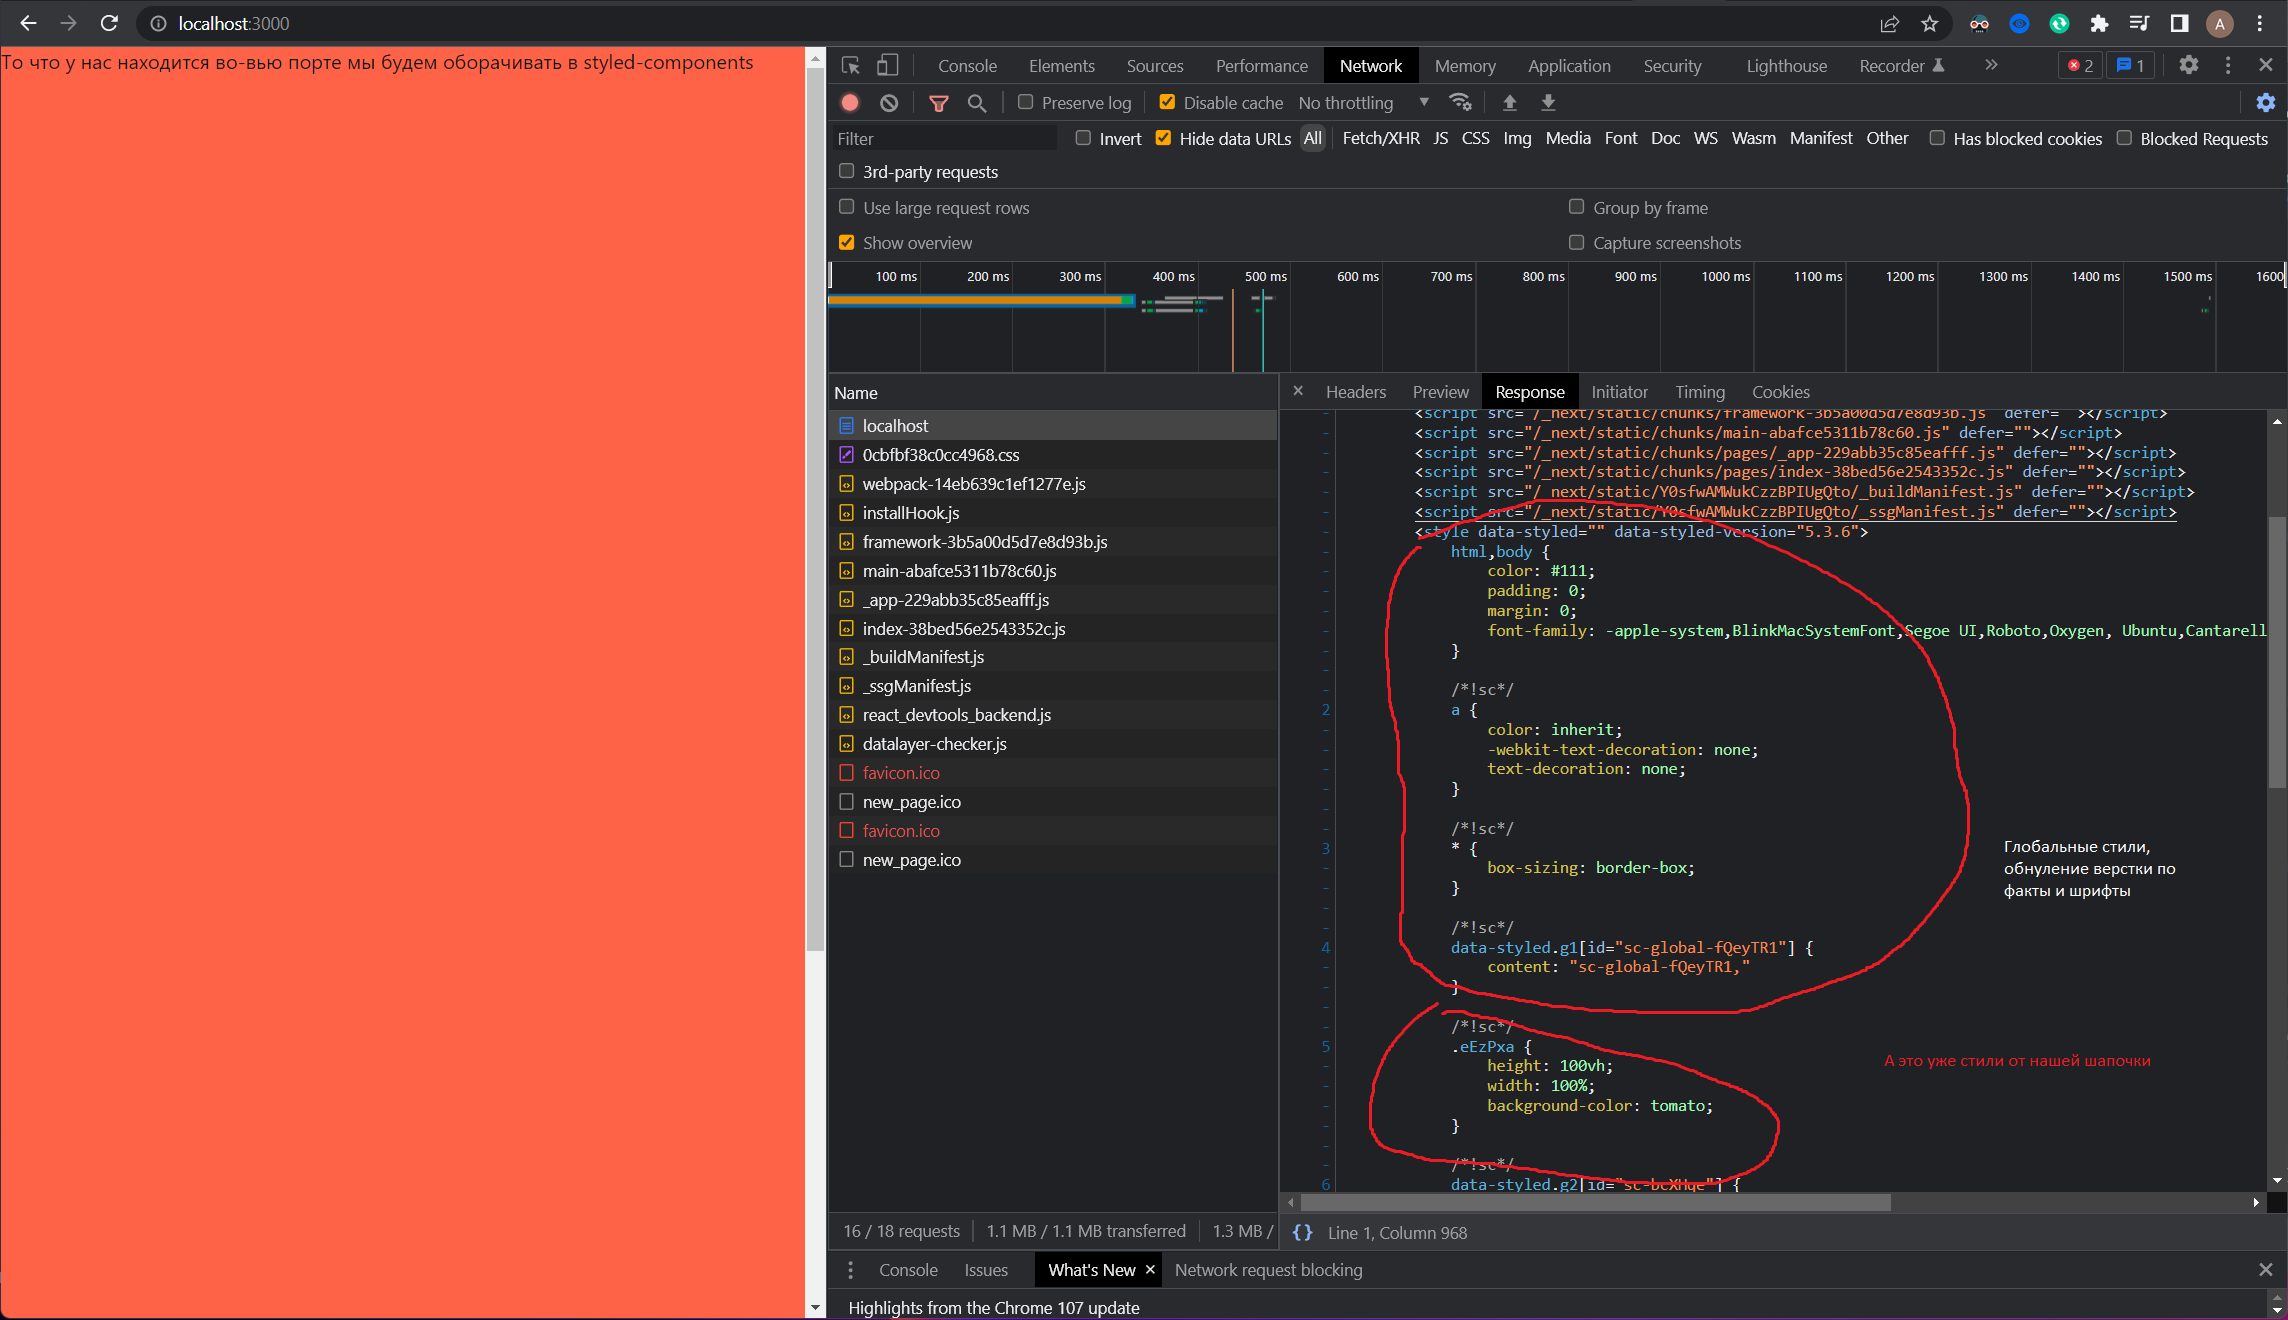 localhost:3000
A
То что у нас находится во-вью порте мы будем оборачивать в styled-components
Console Elements Sources Performance Network Memory Application Security Lighthouse Recorder 2 1
Preserve log Disable cache No throttling
Filter Invert Hide data URLs All Fetch/XHR JS CSS Img Media Font Doc WS Wasm Manifest Other Has blocked cookies Blocked Requests
3rd-party requests
Use large request rows Group by frame
Show overview Capture screenshots
100 ms 200 ms 300 ms 400 ms 500 ms 600 ms 700 ms 800 ms 900 ms 1000 ms 1100 ms 1200 ms 1300 ms 1400 ms 1500 ms 1600
Name
localhost
0cbfbf38c0cc4968.css
webpack-14eb639c1ef1277e.js
installHook.js
framework-3b5a00d5d7e8d93b.js
main-abafce5311b78c60.js
_app-229abb35c85eafff.js
index-38bed56e2543352c.js
_buildManifest.js
_ssgManifest.js
react_devtools_backend.js
datalayer-checker.js
favicon.ico
new_page.ico
favicon.ico
new_page.ico
16 / 18 requests 1.1 MB / 1.1 MB transferred 1.3 MB /
Headers Preview Response Initiator Timing Cookies
<script src="/_next/static/chunks/framework-3b5a00d5d7e8d93b.js" defer=""></script>
<script src="/_next/static/chunks/main-abafce5311b78c60.js" defer=""></script>
<script src="/_next/static/chunks/pages/_app-229abb35c85eafff.js" defer=""></script>
<script src="/_next/static/chunks/pages/index-38bed56e2543352c.js" defer=""></script>
<script src="/_next/static/Y0sfwAMWukCzzBPIUgQto/_buildManifest.js" defer=""></script>
<script src="/_next/static/Y0sfwAMWukCzzBPIUgQto/_ssgManifest.js" defer=""></script>
<style data-styled="" data-styled-version="5.3.6">
html,body {
color: #111;
padding: 0;
margin: 0;
font-family: -apple-system,BlinkMacSystemFont,Segoe UI,Roboto,Oxygen, Ubuntu,Cantarell
}
/*!sc*/
2 a {
color: inherit;
-webkit-text-decoration: none;
text-decoration: none;
}
/*!sc*/
3 * {
box-sizing: border-box;
}
/*!sc*/
4 data-styled.g1[id="sc-global-fQeyTR1"] {
content: "sc-global-fQeyTR1,"
}
/*!sc*/
5 .eEzPxa {
height: 100vh;
width: 100%;
background-color: tomato;
}
/*!sc*/
6 data-styled.g2[id="sc-bcXHqe"] {
Глобальные стили,
обнуление верстки по
факты и шрифты
А это уже стили от нашей шапочки
{} Line 1, Column 968
Console Issues What's New Network request blocking
Highlights from the Chrome 107 update